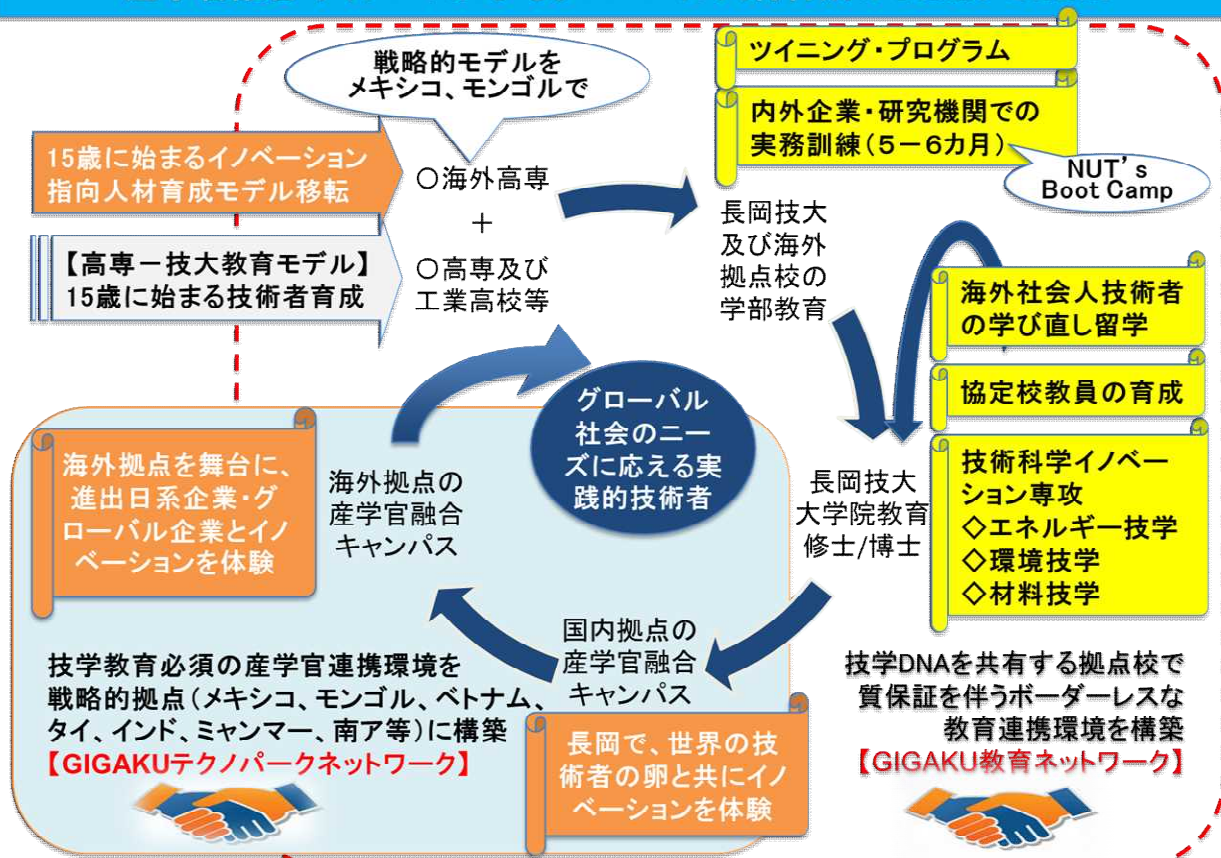 戦略的モデルを
メキシコ、モンゴルで
ツイニング・プログラム
内外企業・研究機関での
実務訓練（５－６カ月）
NUT’s
Boot Camp
15歳に始まるイノベーション
指向人材育成モデル移転
【高専－技大教育モデル】
15歳に始まる技術者育成
○海外高専
＋
○高専及び
工業高校等
長岡技大
及び海外
拠点校の
学部教育
海外社会人技術者
の学び直し留学
協定校教員の育成
技術科学イノベー
ション専攻
◇エネルギー技学
◇環境技学
◇材料技学
長岡技大
大学院教育
修士/博士
グローバル
社会のニー
ズに応える実
践的技術者
海外拠点を舞台に、
進出日系企業・グ
ローバル企業とイノ
ベーションを体験
海外拠点の
産学官融合
キャンパス
国内拠点の
産学官融合
キャンパス
技学教育必須の産学官連携環境を
戦略的拠点（メキシコ、モンゴル、ベトナム、
タイ、インド、ミャンマー、南ア等）に構築
【GIGAKUテクノパークネットワーク】
長岡で、世界の技
術者の卵と共にイノ
ベーションを体験
技学DNAを共有する拠点校で
質保証を伴うボーダーレスな
教育連携環境を構築
【GIGAKU教育ネットワーク】